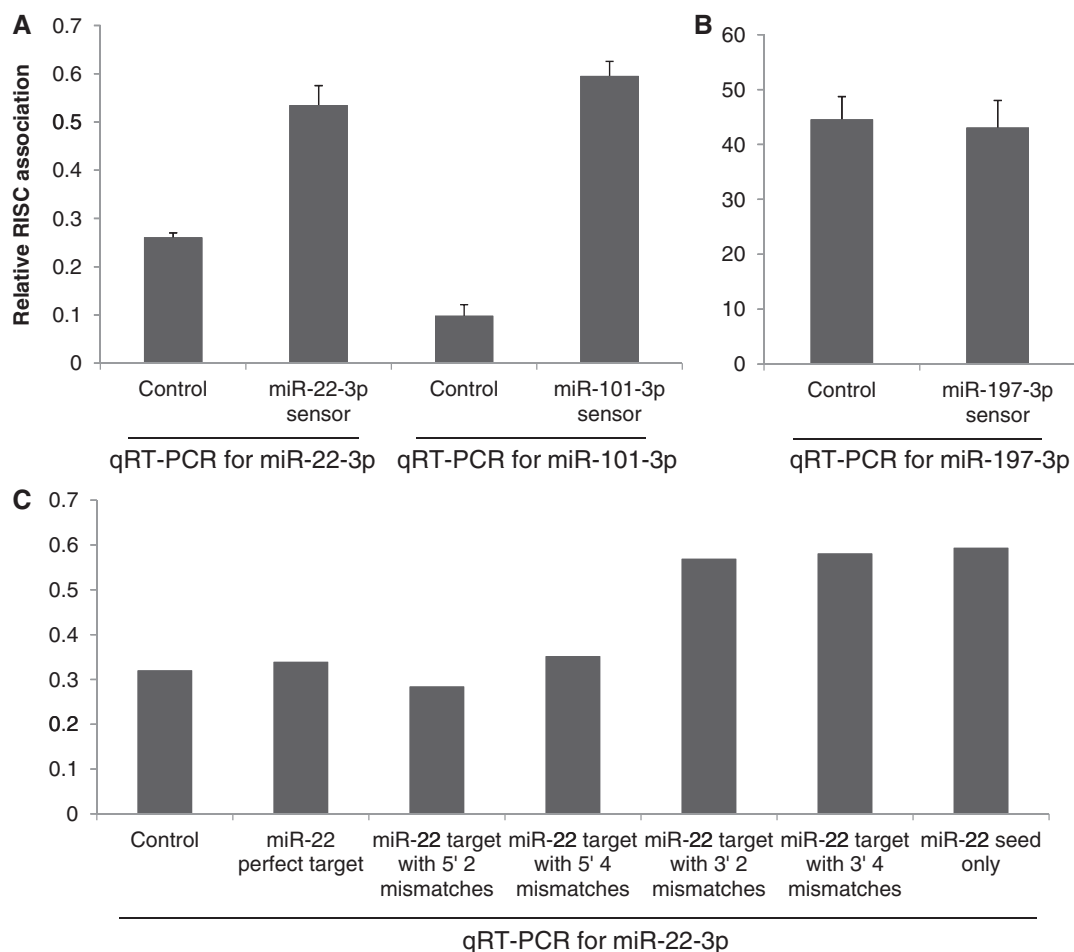 A
Relative RISC association
0.7
0.6
0.5
0.4
0.3
0.2
0.1
0
Control
miR-22-3p
sensor
Control
miR-101-3p
sensor
qRT-PCR for miR-22-3p
qRT-PCR for miR-101-3p
B
60
50
40
30
20
10
0
Control
miR-197-3p
sensor
qRT-PCR for miR-197-3p
C
0.7
0.6
0.5
0.4
0.3
0.2
0.1
0
Control
miR-22
perfect target
miR-22 target
with 5' 2
mismatches
miR-22 target
with 5' 4
mismatches
miR-22 target
with 3' 2
mismatches
miR-22 target
with 3' 4
mismatches
miR-22 seed
only
qRT-PCR for miR-22-3p